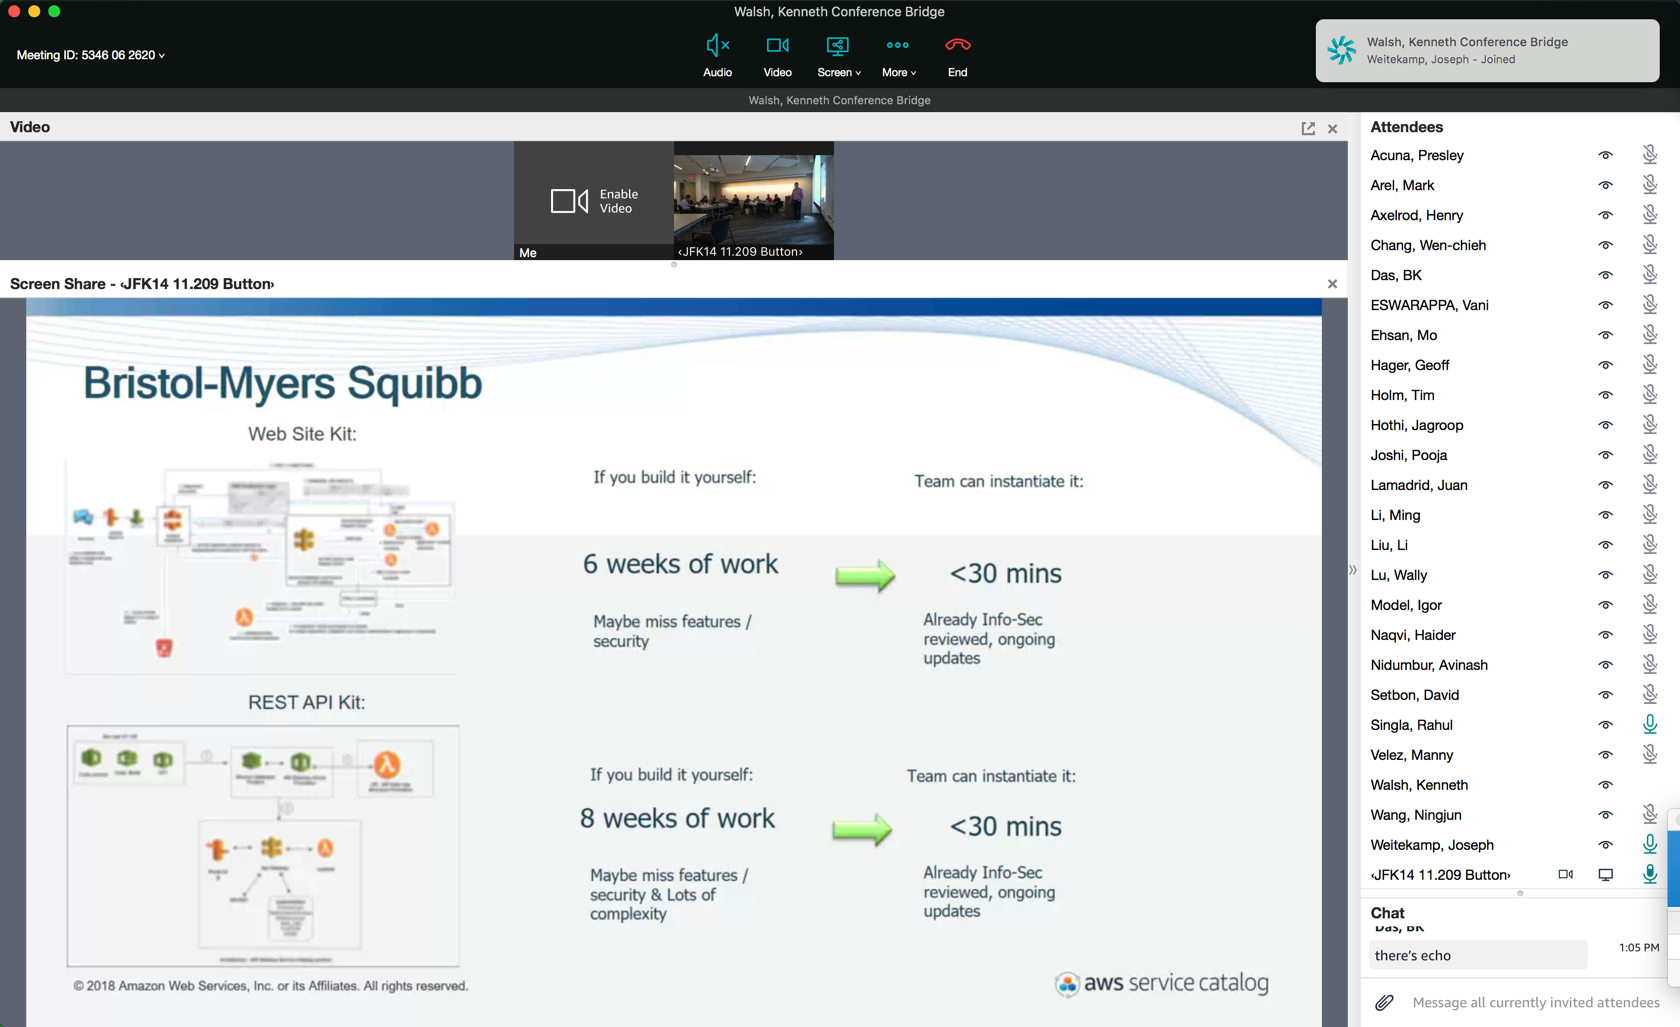 Walsh, Kenneth Conference Bridge
Meeting ID: 5346 06 2620
Audio
Video
Screen
More
End
Walsh, Kenneth Conference Bridge
Weitekamp, Joseph - Joined
Walsh, Kenneth Conference Bridge
Video
Enable
Video
Me
‹JFK14 11.209 Button›
Screen Share - ‹JFK14 11.209 Button›
Bristol-Myers Squibb
Web Site Kit:
If you build it yourself:
Team can instantiate it:
6 weeks of work
<30 mins
Maybe miss features /
security
Already Info-Sec
reviewed, ongoing
updates
REST API Kit:
If you build it yourself:
Team can instantiate it:
8 weeks of work
<30 mins
Maybe miss features /
security & Lots of
complexity
Already Info-Sec
reviewed, ongoing
updates
© 2018 Amazon Web Services, Inc. or its Affiliates. All rights reserved.
aws service catalog
Attendees
Acuna, Presley
Arel, Mark
Axelrod, Henry
Chang, Wen-chieh
Das, BK
ESWARAPPA, Vani
Ehsan, Mo
Hager, Geoff
Holm, Tim
Hothi, Jagroop
Joshi, Pooja
Lamadrid, Juan
Li, Ming
Liu, Li
Lu, Wally
Model, Igor
Naqvi, Haider
Nidumbur, Avinash
Setbon, David
Singla, Rahul
Velez, Manny
Walsh, Kenneth
Wang, Ningjun
Weitekamp, Joseph
‹JFK14 11.209 Button›
Chat
Das, BK
there's echo
1:05 PM
Message all currently invited attendees